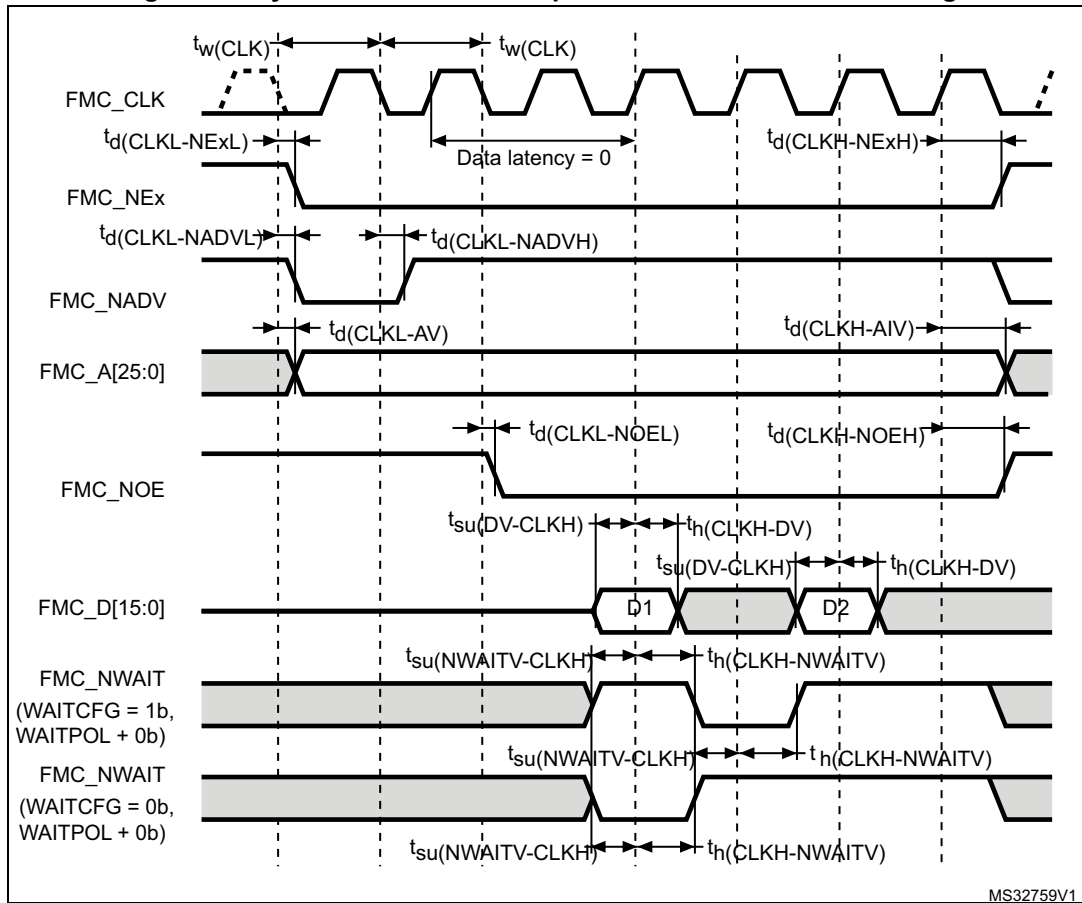 tw(CLK) tw(CLK)
FMC_CLK
td(CLKL-NExL) Data latency = 0 td(CLKH-NExH)
FMC_NEx
td(CLKL-NADVL) td(CLKL-NADVH)
FMC_NADV
td(CLKL-AV) td(CLKH-AIV)
FMC_A[25:0]
td(CLKL-NOEL) td(CLKH-NOEH)
FMC_NOE
tsu(DV-CLKH) th(CLKH-DV)
tsu(DV-CLKH) th(CLKH-DV)
FMC_D[15:0] D1 D2
tsu(NWAITV-CLKH) th(CLKH-NWAITV)
FMC_NWAIT
(WAITCFG = 1b,
WAITPOL + 0b)
tsu(NWAITV-CLKH) th(CLKH-NWAITV)
FMC_NWAIT
(WAITCFG = 0b,
WAITPOL + 0b)
tsu(NWAITV-CLKH) th(CLKH-NWAITV)
MS32759V1